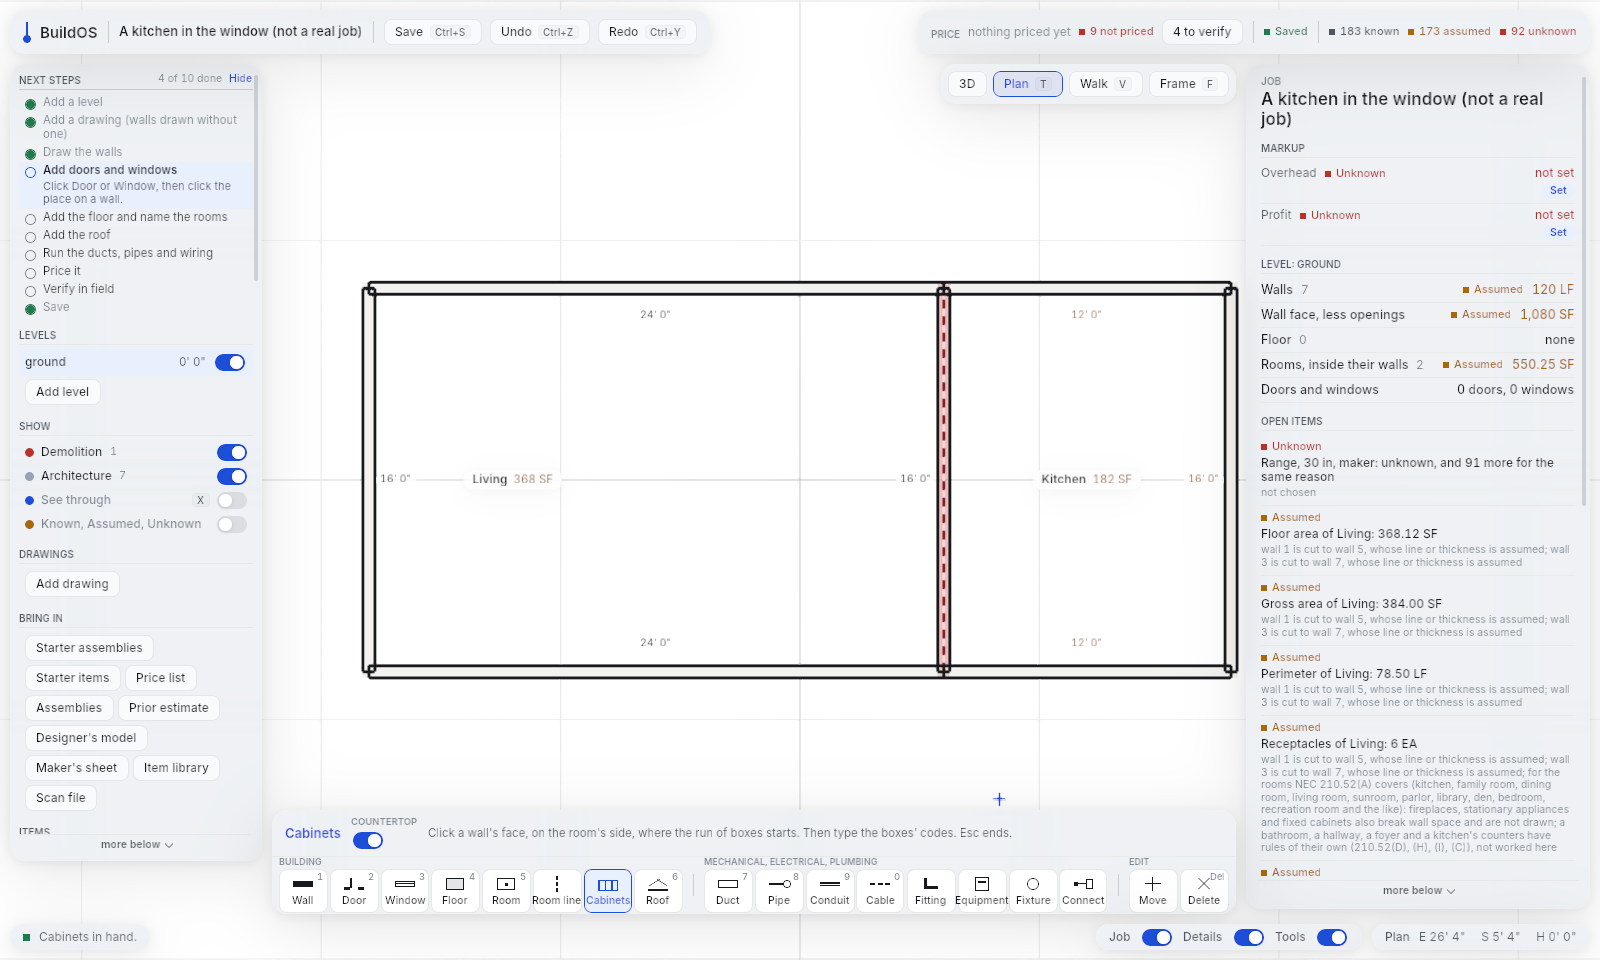 BuildOS
A kitchen in the window (not a real job)
Save Ctrl+S
Undo Ctrl+Z
Redo Ctrl+Y
PRICE nothing priced yet 9 not priced
4 to verify
Saved
183 known 173 assumed 92 unknown
3D
Plan T
Walk V
Frame F
NEXT STEPS 4 of 10 done Hide
Add a level
Add a drawing (walls drawn without
one)
Draw the walls
Add doors and windows
Click Door or Window, then click the
place on a wall.
Add the floor and name the rooms
Add the roof
Run the ducts, pipes and wiring
Price it
Verify in field
Save
LEVELS
ground 0' 0"
Add level
SHOW
Demolition 1
Architecture 7
See through X
Known, Assumed, Unknown
DRAWINGS
Add drawing
BRING IN
Starter assemblies
Starter items Price list
Assemblies Prior estimate
Designer's model
Maker's sheet Item library
Scan file
ITEMS
more below
24' 0" 12' 0"
16' 0" Living 368 SF 16' 0" Kitchen 182 SF 16' 0"
24' 0" 12' 0"
Cabinets
COUNTERTOP
Click a wall's face, on the room's side, where the run of boxes starts. Then type the boxes' codes. Esc ends.
BUILDING
Wall 1
Door 2
Window 3
Floor 4
Room 5
Room line
Cabinets
Roof 6
MECHANICAL, ELECTRICAL, PLUMBING
Duct 7
Pipe 8
Conduit 9
Cable 0
Fitting
Equipment
Fixture
Connect
EDIT
Move
Delete Del
JOB
A kitchen in the window (not a real
job)
MARKUP
Overhead Unknown not set
Set
Profit Unknown not set
Set
LEVEL: GROUND
Walls 7 Assumed 120 LF
Wall face, less openings Assumed 1,080 SF
Floor 0 none
Rooms, inside their walls 2 Assumed 550.25 SF
Doors and windows 0 doors, 0 windows
OPEN ITEMS
Unknown
Range, 30 in, maker: unknown, and 91 more for the
same reason
not chosen
Assumed
Floor area of Living: 368.12 SF
wall 1 is cut to wall 5, whose line or thickness is assumed; wall
3 is cut to wall 7, whose line or thickness is assumed
Assumed
Gross area of Living: 384.00 SF
wall 1 is cut to wall 5, whose line or thickness is assumed; wall
3 is cut to wall 7, whose line or thickness is assumed
Assumed
Perimeter of Living: 78.50 LF
wall 1 is cut to wall 5, whose line or thickness is assumed; wall
3 is cut to wall 7, whose line or thickness is assumed
Assumed
Receptacles of Living: 6 EA
wall 1 is cut to wall 5, whose line or thickness is assumed; wall
3 is cut to wall 7, whose line or thickness is assumed; for the
rooms NEC 210.52(A) covers (kitchen, family room, dining
room, living room, sunroom, parlor, library, den, bedroom,
recreation room and the like): fireplaces, stationary appliances
and fixed cabinets also break wall space and are not drawn; a
bathroom, a hallway, a foyer and a kitchen's counters have
rules of their own (210.52(D), (H), (I), (C)), not worked here
Assumed
more below
Cabinets in hand.
Job Details Tools
Plan E 26' 4" S 5' 4" H 0' 0"